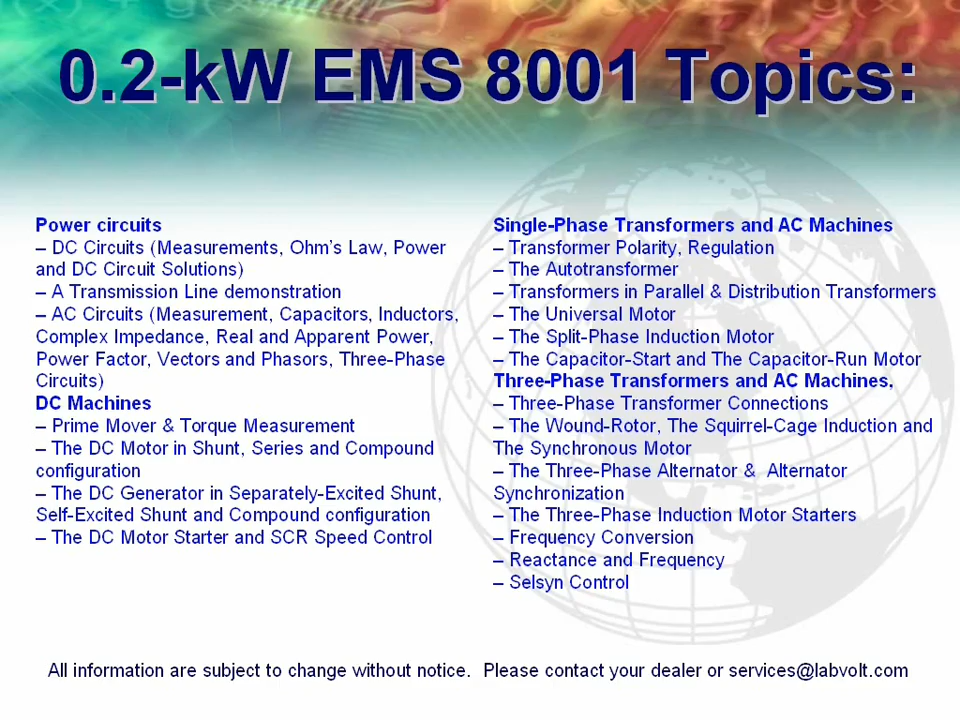 0.2-kW EMS 8001 Topics:
Power circuits
– DC Circuits (Measurements, Ohm's Law, Power
and DC Circuit Solutions)
– A Transmission Line demonstration
– AC Circuits (Measurement, Capacitors, Inductors,
Complex Impedance, Real and Apparent Power,
Power Factor, Vectors and Phasors, Three-Phase
Circuits)
DC Machines
– Prime Mover & Torque Measurement
– The DC Motor in Shunt, Series and Compound
configuration
– The DC Generator in Separately-Excited Shunt,
Self-Excited Shunt and Compound configuration
– The DC Motor Starter and SCR Speed Control
Single-Phase Transformers and AC Machines
– Transformer Polarity, Regulation
– The Autotransformer
– Transformers in Parallel & Distribution Transformers
– The Universal Motor
– The Split-Phase Induction Motor
– The Capacitor-Start and The Capacitor-Run Motor
Three-Phase Transformers and AC Machines,
– Three-Phase Transformer Connections
– The Wound-Rotor, The Squirrel-Cage Induction and
The Synchronous Motor
– The Three-Phase Alternator & Alternator
Synchronization
– The Three-Phase Induction Motor Starters
– Frequency Conversion
– Reactance and Frequency
– Selsyn Control
All information are subject to change without notice. Please contact your dealer or services@labvolt.com